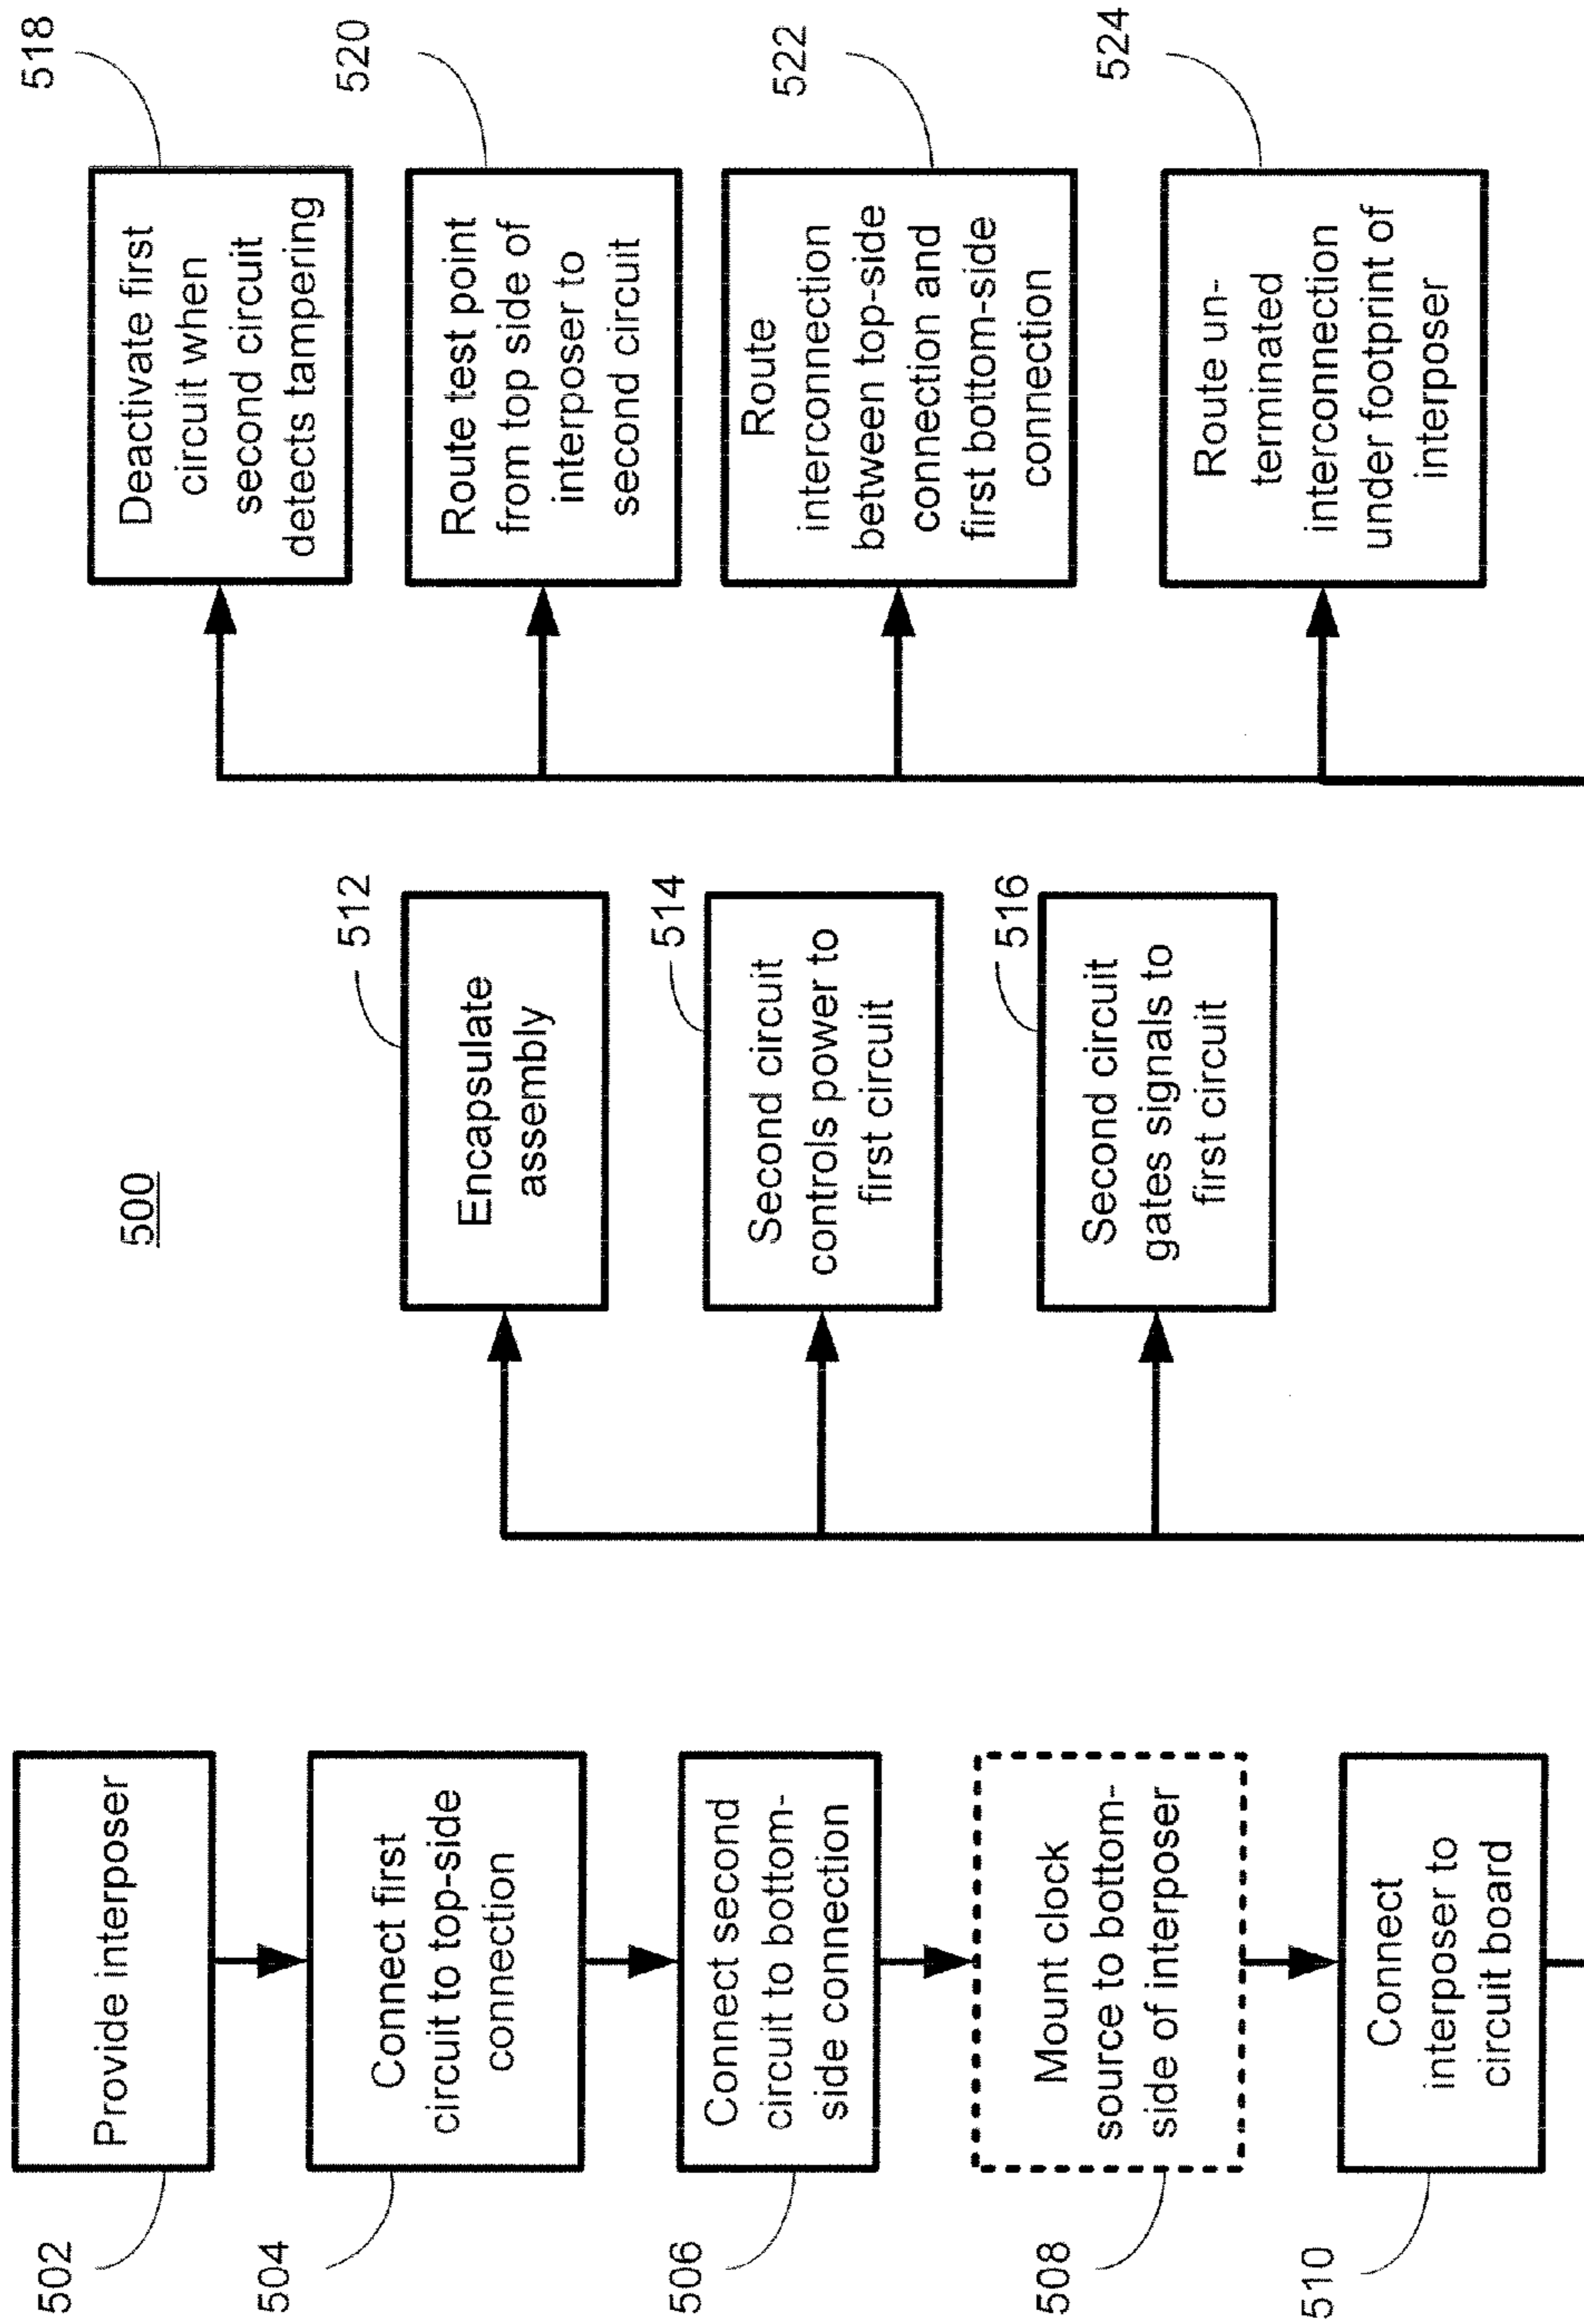 500
502
Provide interposer
504
Connect first
circuit to top-side
connection
506
Connect second
circuit to bottom-
side connection
508
Mount clock
source to bottom-
side of interposer
510
Connect
interposer to
circuit board
512
Encapsulate
assembly
514
Second circuit
controls power to
first circuit
516
Second circuit
gates signals to
first circuit
518
Deactivate first
circuit when
second circuit
detects tampering
520
Route test point
from top side of
interposer to
second circuit
522
Route
interconnection
between top-side
connection and
first bottom-side
connection
524
Route un-
terminated
interconnection
under footprint of
interposer